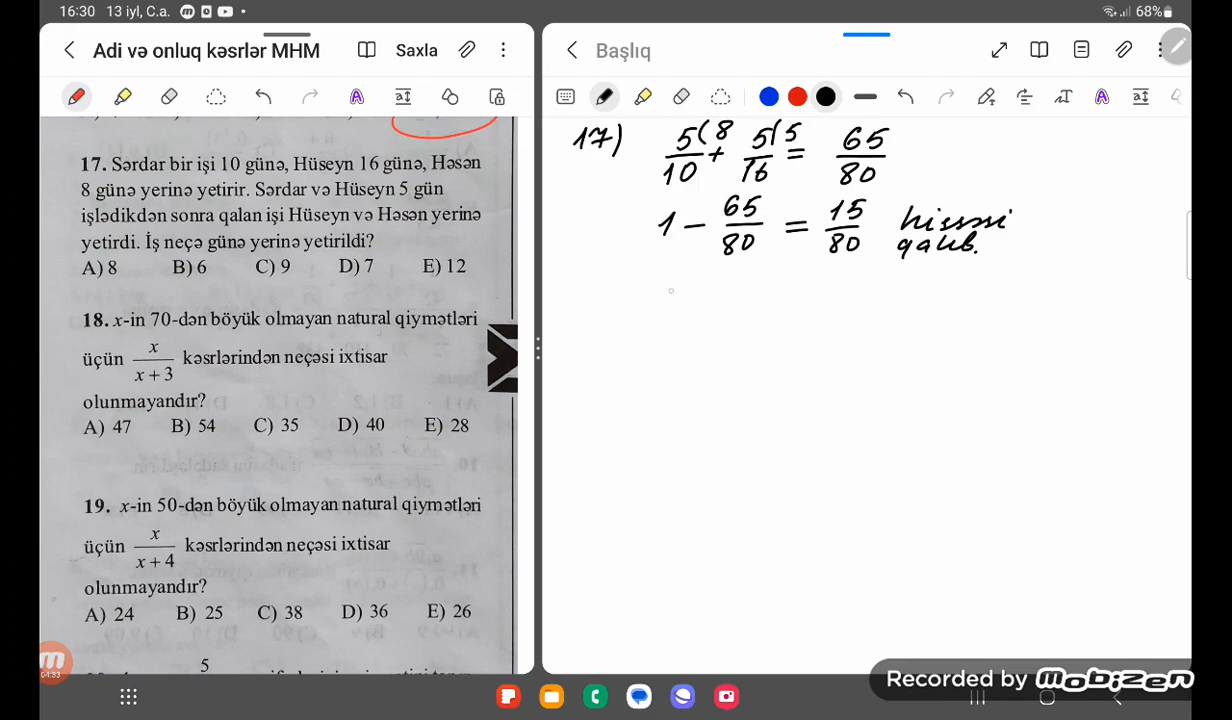 16:30 13 iyl, C.a. 68%
Adi və onluq kəsrlər MHM Saxla
Başlıq
17. Sərdar bir işi 10 günə, Hüseyn 16 günə, Həsən
8 günə yerinə yetirir. Sərdar və Hüseyn 5 gün
işlədikdən sonra qalan işi Hüseyn və Həsən yerinə
yetirdi. İş neçə günə yerinə yetirildi?
A) 8 B) 6 C) 9 D) 7 E) 12
18. x-in 70-dən böyük olmayan natural qiymətləri
üçün x/(x + 3) kəsrlərindən neçəsi ixtisar
olunmayandır?
A) 47 B) 54 C) 35 D) 40 E) 28
19. x-in 50-dən böyük olmayan natural qiymətləri
üçün x/(x + 4) kəsrlərindən neçəsi ixtisar
olunmayandır?
A) 24 B) 25 C) 38 D) 36 E) 26
5
04:33
17) 5(8/10 + 5(5/16 = 65/80
1 - 65/80 = 15/80 hissəsi
qalıb.
Recorded by mobizen